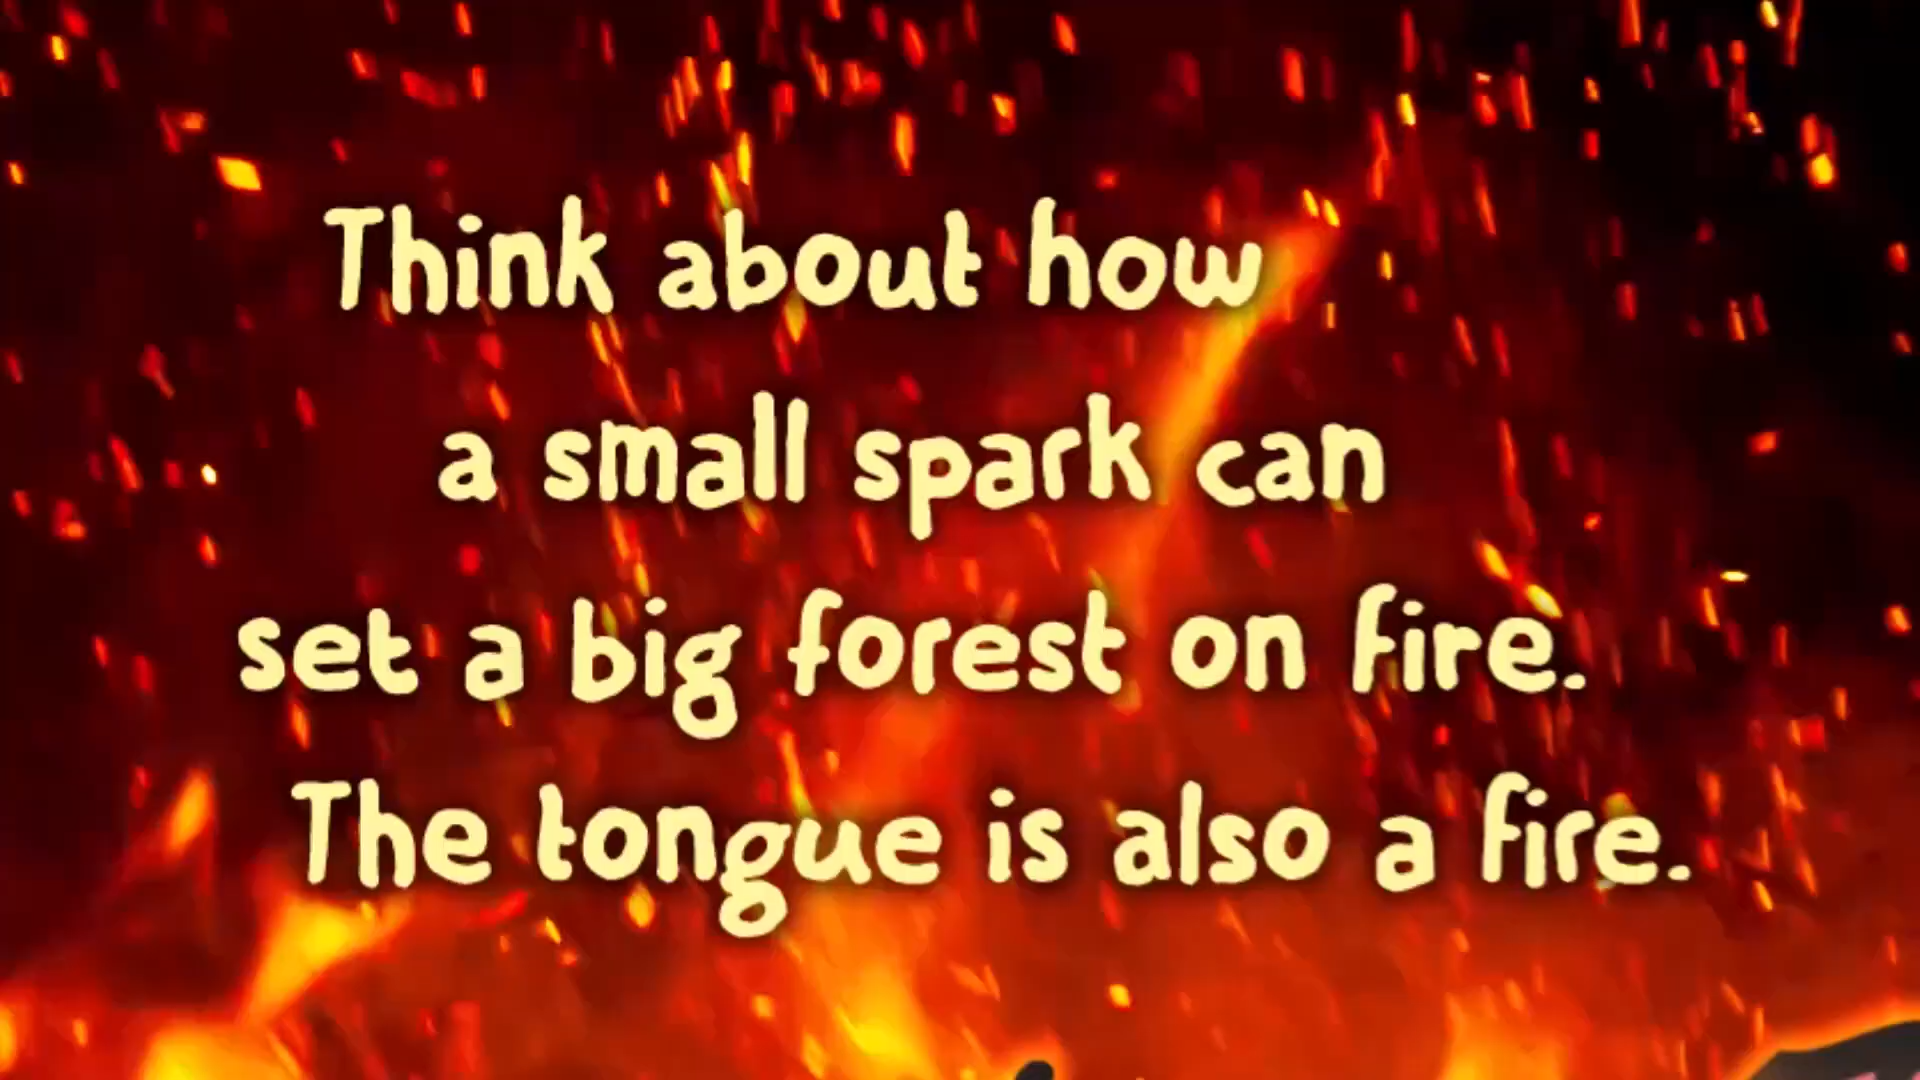 Think about how
a small spark can
set a big forest on fire.
The tongue is also a fire.